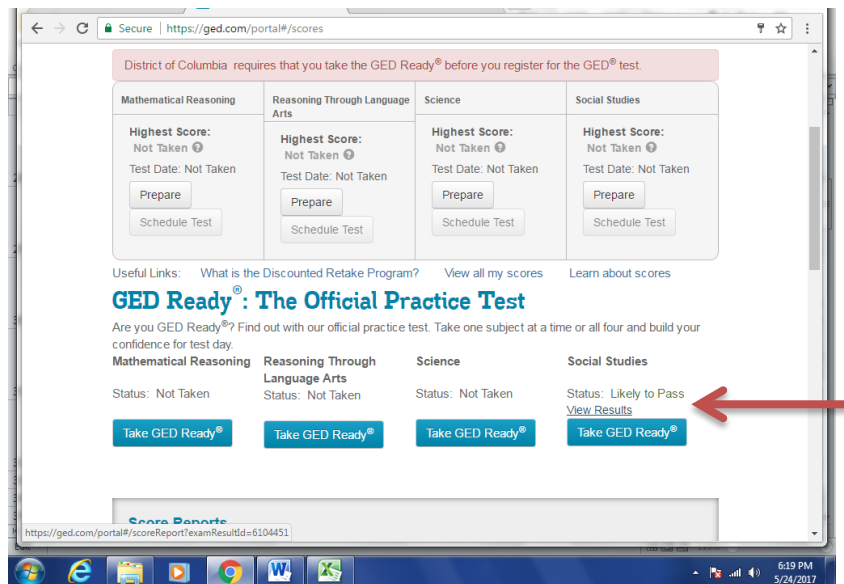 Secure | https://ged.com/portal#/scores
District of Columbia requires that you take the GED Ready® before you register for the GED® test.
Mathematical Reasoning
Highest Score:
Not Taken
Test Date: Not Taken
Prepare
Schedule Test
Reasoning Through Language
Arts
Highest Score:
Not Taken
Test Date: Not Taken
Prepare
Schedule Test
Science
Highest Score:
Not Taken
Test Date: Not Taken
Prepare
Schedule Test
Social Studies
Highest Score:
Not Taken
Test Date: Not Taken
Prepare
Schedule Test
Useful Links: What is the Discounted Retake Program? View all my scores Learn about scores
GED Ready®: The Official Practice Test
Are you GED Ready®? Find out with our official practice test. Take one subject at a time or all four and build your
confidence for test day.
Mathematical Reasoning
Status: Not Taken
Take GED Ready®
Reasoning Through
Language Arts
Status: Not Taken
Take GED Ready®
Science
Status: Not Taken
Take GED Ready®
Social Studies
Status: Likely to Pass
View Results
Take GED Ready®
Score Reports
https://ged.com/portal#/scoreReport?examResultId=6104451
6:19 PM
5/24/2017